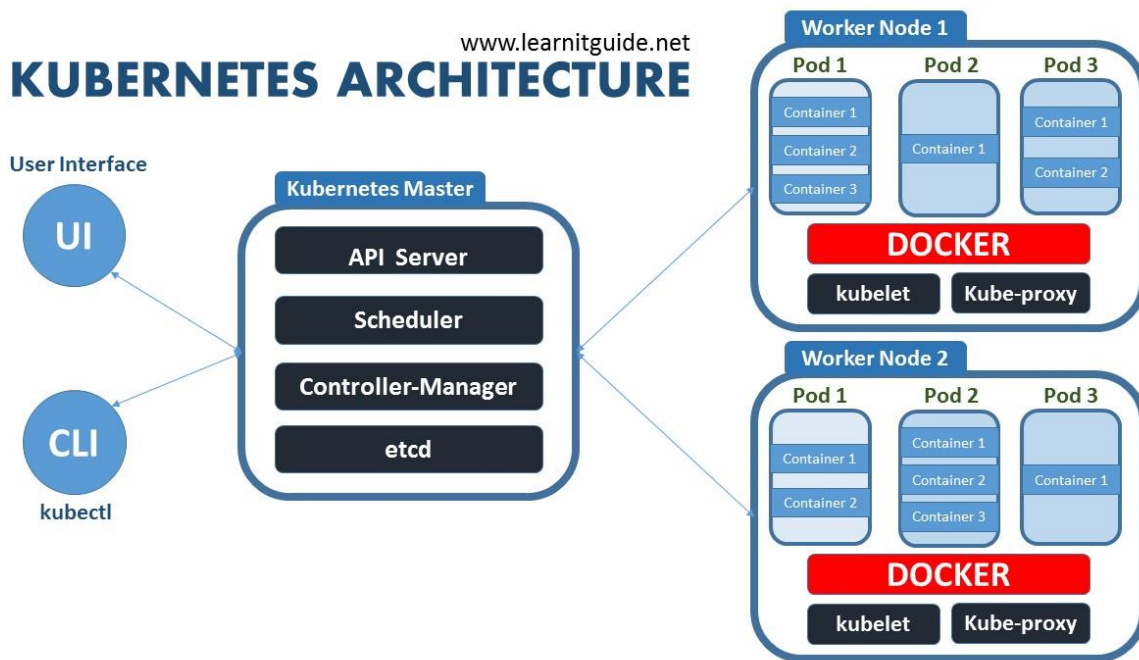 www.learnitguide.net
KUBERNETES ARCHITECTURE
User Interface
UI
CLI
kubectl
Kubernetes Master
API Server
Scheduler
Controller-Manager
etcd
Worker Node 1
Pod 1 Pod 2 Pod 3
Container 1
Container 2
Container 3
Container 1
Container 1
Container 2
DOCKER
kubelet Kube-proxy
Worker Node 2
Pod 1 Pod 2 Pod 3
Container 1
Container 2
Container 1
Container 2
Container 3
Container 1
DOCKER
kubelet Kube-proxy